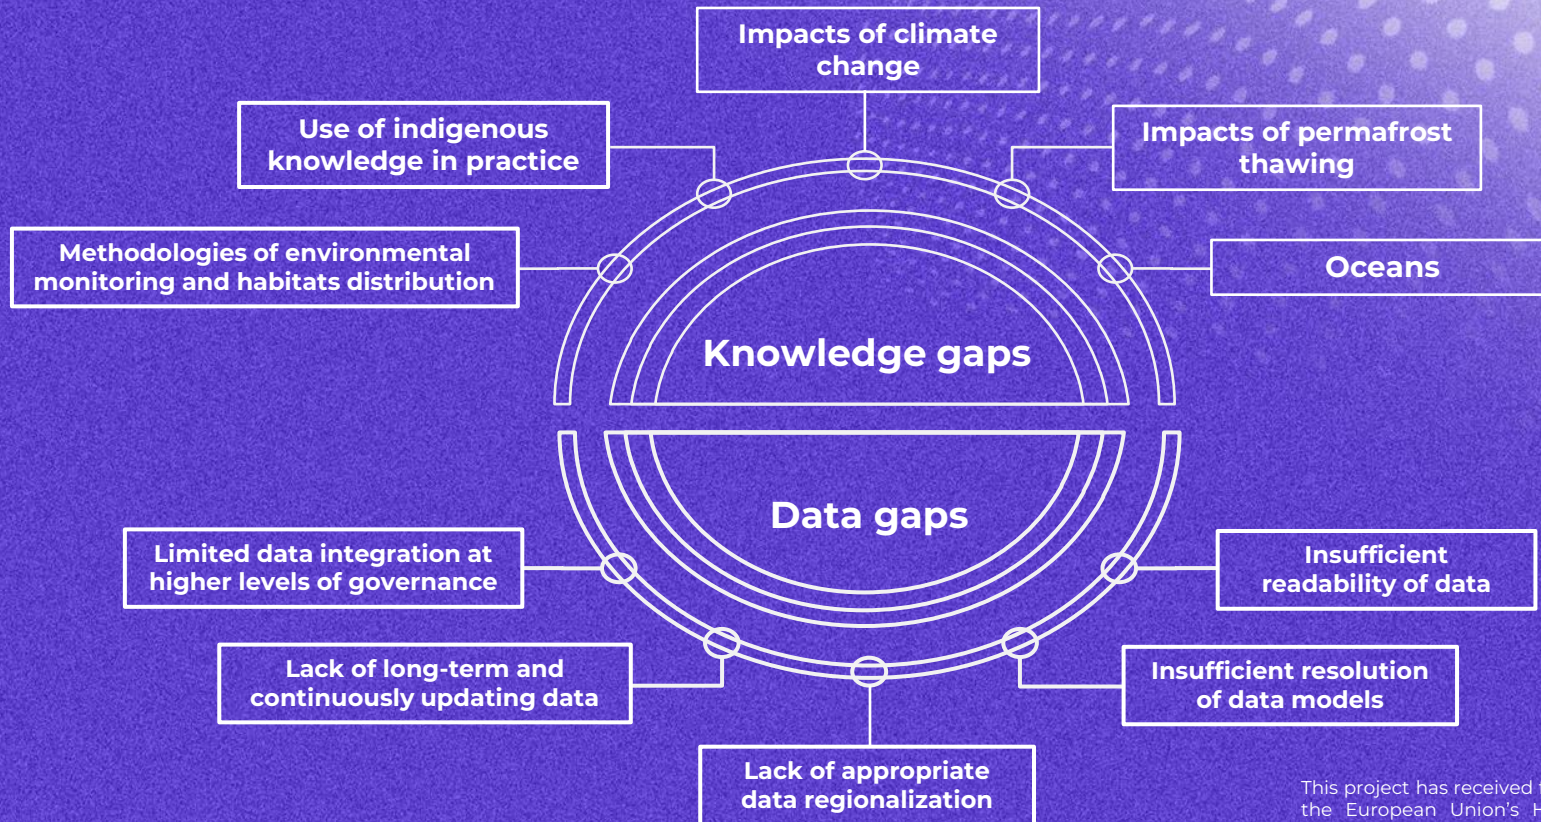 Impacts of climate
change
Use of indigenous
knowledge in practice
Impacts of permafrost
thawing
Methodologies of environmental
monitoring and habitats distribution
Oceans
Knowledge gaps
Data gaps
Limited data integration at
higher levels of governance
Insufficient
readability of data
Lack of long-term and
continuously updating data
Insufficient resolution
of data models
Lack of appropriate
data regionalization
This project has received
the European Union's